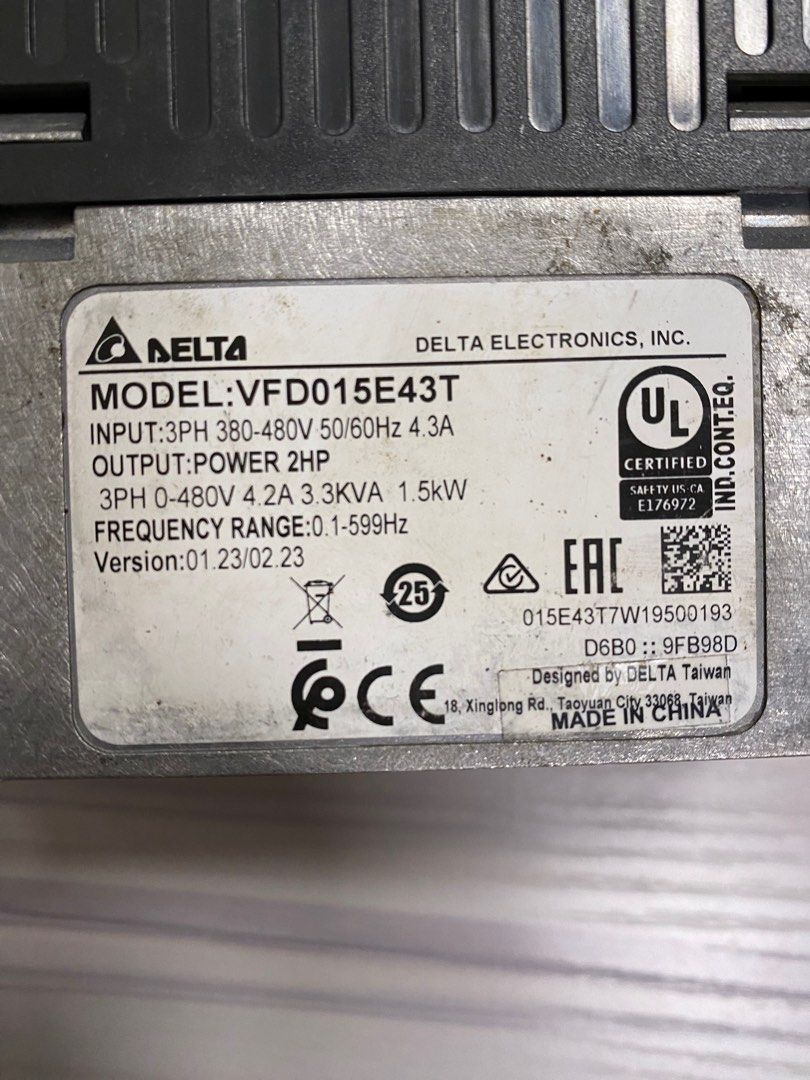 DELTA
DELTA ELECTRONICS, INC.
MODEL:VFD015E43T
INPUT:3PH 380-480V 50/60Hz 4.3A
OUTPUT:POWER 2HP
3PH 0-480V 4.2A 3.3KVA 1.5kW
FREQUENCY RANGE:0.1-599Hz
Version:01.23/02.23
UL
CERTIFIED
SAFETY US-CA
E176972
IND.CONT.EQ.
25
EAC
015E43T7W19500193
D6B0 :: 9FB98D
CE
Designed by DELTA Taiwan
18, Xinglong Rd., Taoyuan City 33068, Taiwan
MADE IN CHINA